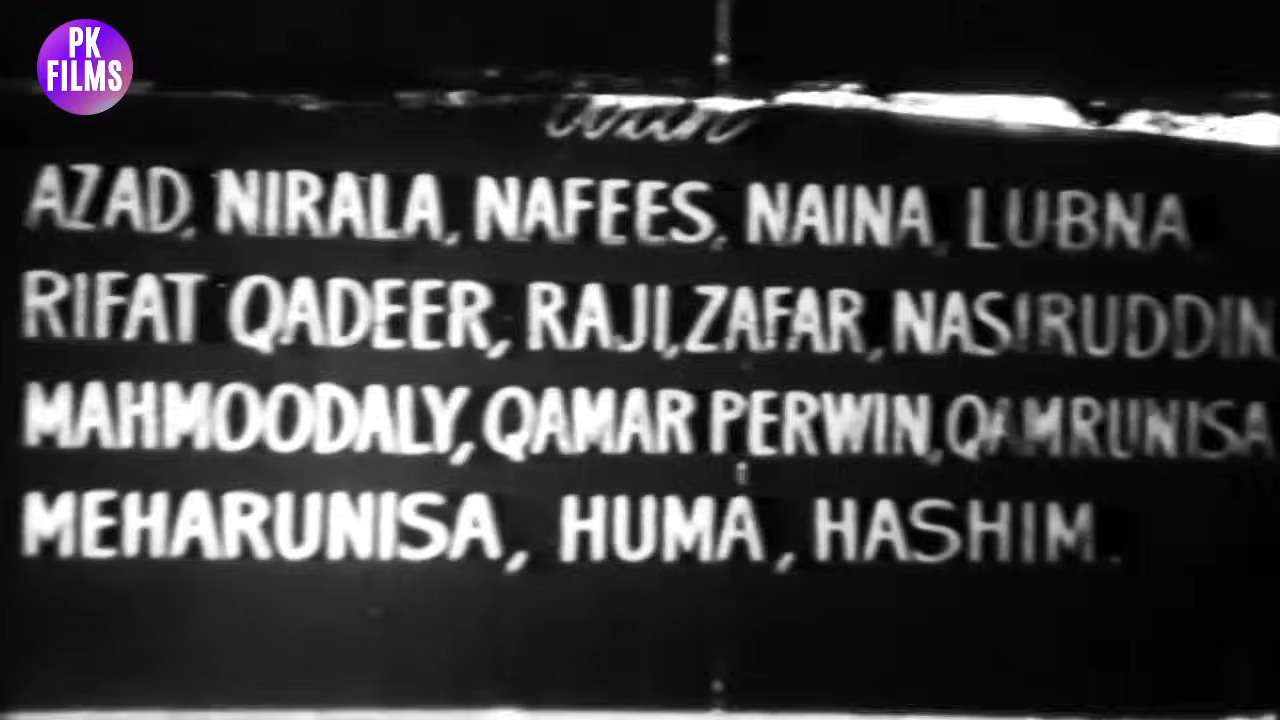 PK
FILMS
with
AZAD, NIRALA, NAFEES, NAINA, LUBNA
RIFAT QADEER, RAJI, ZAFAR, NASIRUDDIN
MAHMOODALY, QAMAR PERWIN, QAMRUNISA
MEHARUNISA, HUMA, HASHIM.